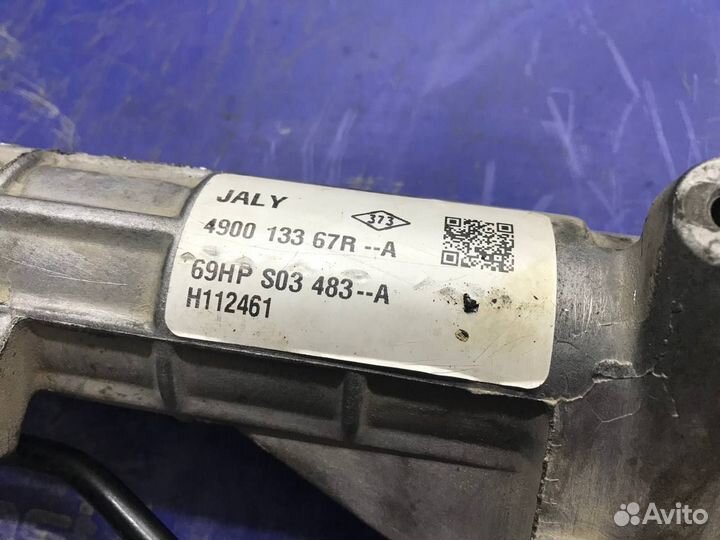 JALY
373
4900 133 67R --A
69HP S03 483--A
H112461
Avito